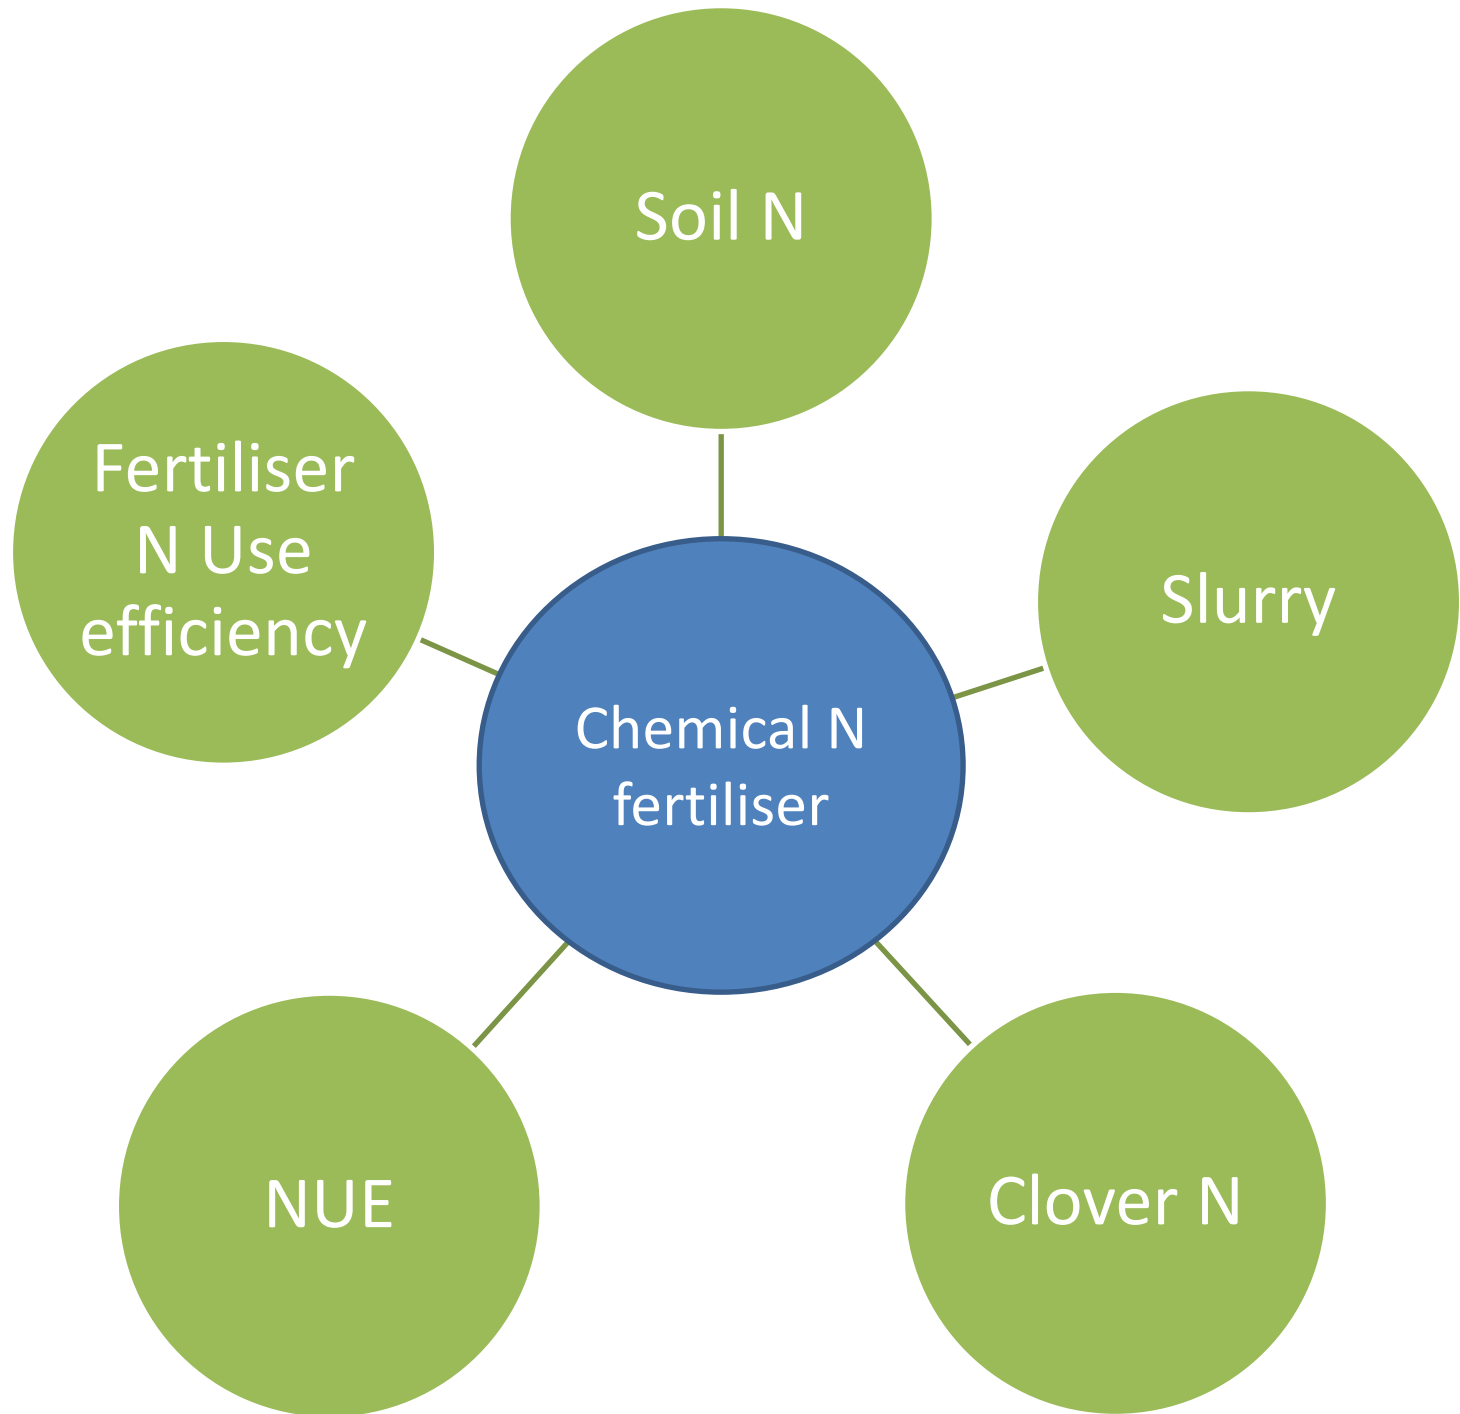 Soil N
Fertiliser
N Use
efficiency
Slurry
Chemical N
fertiliser
NUE
Clover N